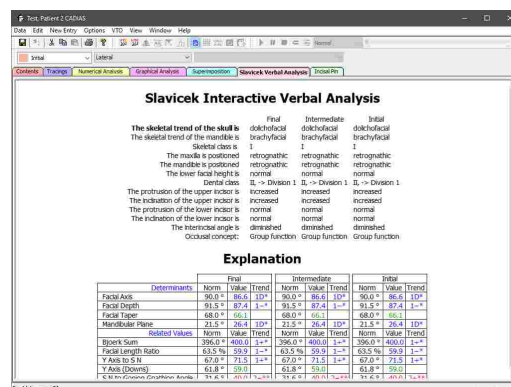 Test, Patient 2 CADIAS
Data Edit New Entry Options VTO View Window Help
Normal
Initial Lateral
Contents Tracings Numerical Analysis Graphical Analysis Superimposition Slavicek Verbal Analysis Incisal Pin
Slavicek Interactive Verbal Analysis
Final Intermediate Initial
The skeletal trend of the skull is dolichofacial dolichofacial dolichofacial
The skeletal trend of the mandible is brachyfacial brachyfacial brachyfacial
Skeletal class is I I I
The maxilla is positioned retrognathic retrognathic retrognathic
The mandible is positioned retrognathic retrognathic retrognathic
The lower facial height is normal normal normal
Dental class II, -> Division 1 II, -> Division 1 II, -> Division 1
The protrusion of the upper incisor is increased increased increased
The inclination of the upper incisor is increased increased increased
The protrusion of the lower incisor is normal normal normal
The inclination of the lower incisor is normal normal normal
The interincisal angle is diminished diminished diminished
Occlusal concept: Group function Group function Group function
Explanation
Final Intermediate Initial
Determinants Norm Value Trend Norm Value Trend Norm Value Trend
Facial Axis 90.0 ° 86.6 1D* 90.0 ° 86.6 1D* 90.0 ° 86.6 1D*
Facial Depth 91.5 ° 87.4 1-* 91.5 ° 87.4 1-* 91.5 ° 87.4 1-*
Facial Taper 68.0 ° 66.1 68.0 ° 66.1 68.0 ° 66.1
Mandibular Plane 21.5 ° 26.4 1D* 21.5 ° 26.4 1D* 21.5 ° 26.4 1D*
Related Values Norm Value Trend Norm Value Trend Norm Value Trend
Bjoerk Sum 396.0 ° 400.0 1+* 396.0 ° 400.0 1+* 396.0 ° 400.0 1+*
Facial Length Ratio 63.5 % 59.9 1-* 63.5 % 59.9 1-* 63.5 % 59.9 1-*
Y Axis to S N 67.0 ° 71.5 1+* 67.0 ° 71.5 1+* 67.0 ° 71.5 1+*
Y Axis (Downs) 61.8 ° 59.0 61.8 ° 59.0 61.8 ° 59.0